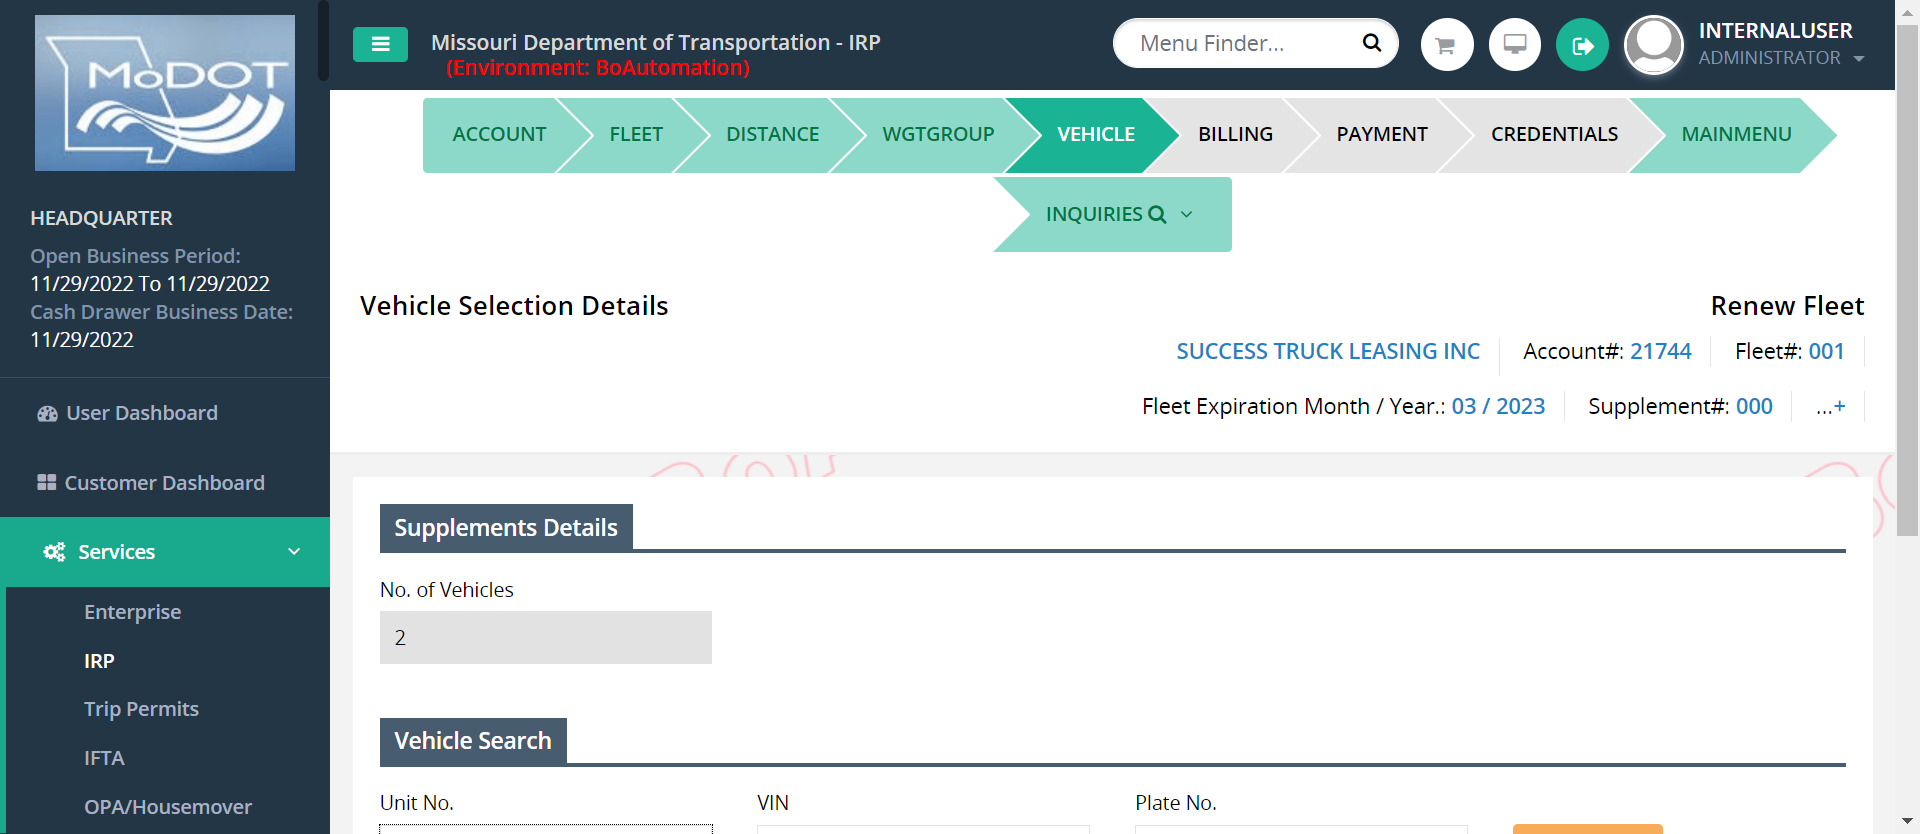 MoDOT
HEADQUARTER
Open Business Period:
11/29/2022 To 11/29/2022
Cash Drawer Business Date:
11/29/2022
User Dashboard
Customer Dashboard
Services
Enterprise
IRP
Trip Permits
IFTA
OPA/Housemover
Missouri Department of Transportation - IRP
(Environment: BoAutomation)
Menu Finder...
INTERNALUSER
ADMINISTRATOR
ACCOUNT FLEET DISTANCE WGTGROUP VEHICLE BILLING PAYMENT CREDENTIALS MAINMENU
INQUIRIES
Vehicle Selection Details
Renew Fleet
SUCCESS TRUCK LEASING INC Account#: 21744 Fleet#: 001
Fleet Expiration Month / Year.: 03 / 2023 Supplement#: 000 ...+
Supplements Details
No. of Vehicles
2
Vehicle Search
Unit No. VIN Plate No.